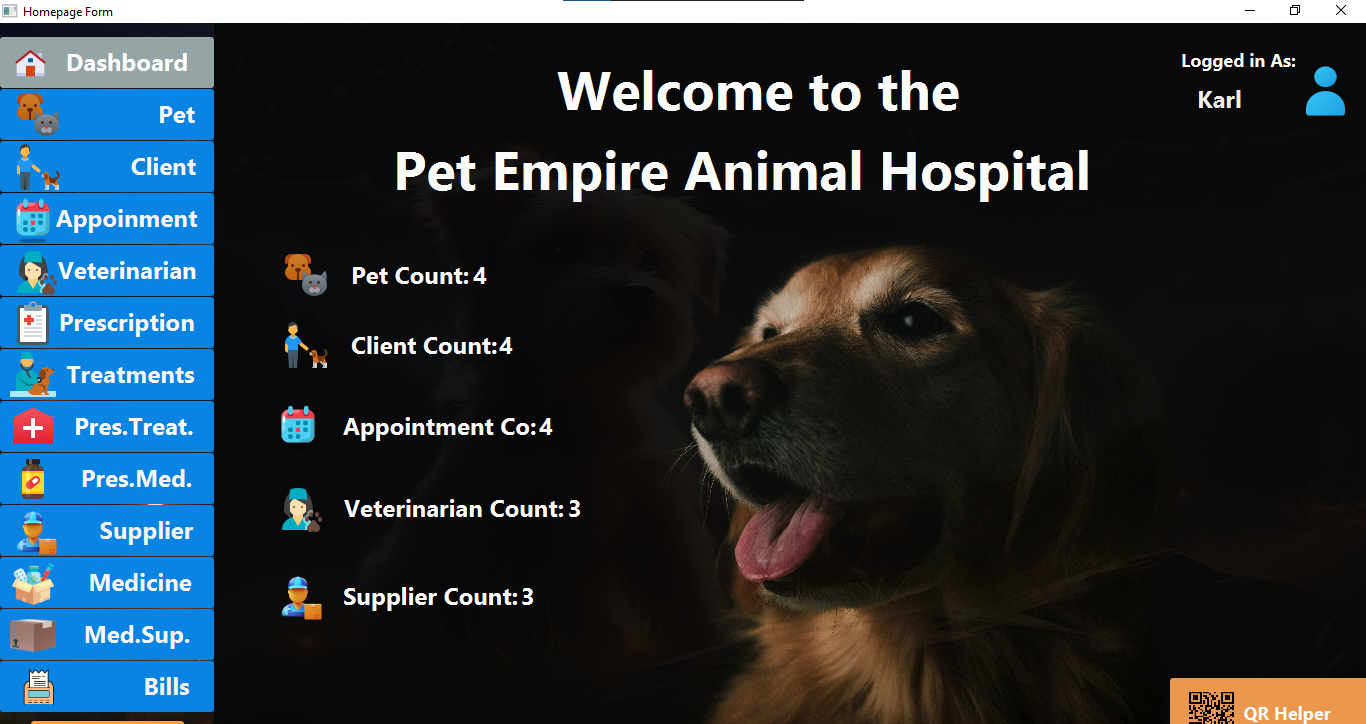 Homepage Form
Dashboard
Pet
Client
Appoinment
Veterinarian
Prescription
Treatments
Pres.Treat.
Pres.Med.
Supplier
Medicine
Med.Sup.
Bills
Welcome to the
Pet Empire Animal Hospital
Logged in As:
Karl
Pet Count: 4
Client Count: 4
Appointment Co: 4
Veterinarian Count: 3
Supplier Count: 3
QR Helper